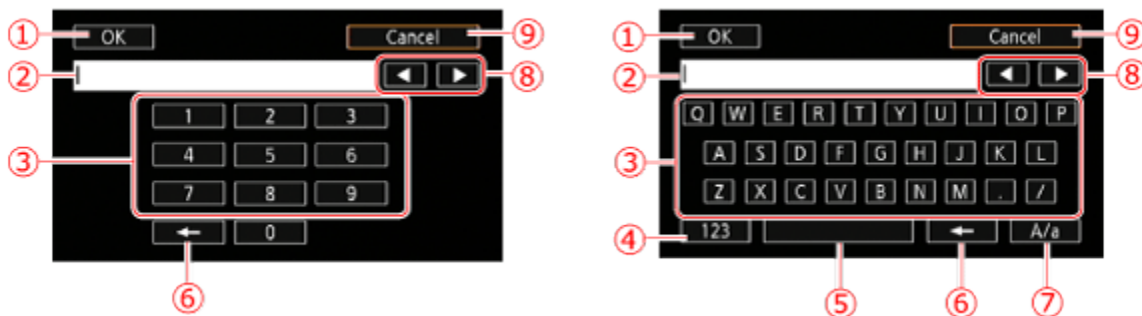 ① OK Cancel ⑨
② ◀ ▶ ⑧
③ 1 2 3
4 5 6
7 8 9
← 0
⑥
① OK Cancel ⑨
② ◀ ▶ ⑧
Q W E R T Y U I O P
③ A S D F G H J K L
Z X C V B N M . /
④ 123 ← A/a
⑤ ⑥ ⑦